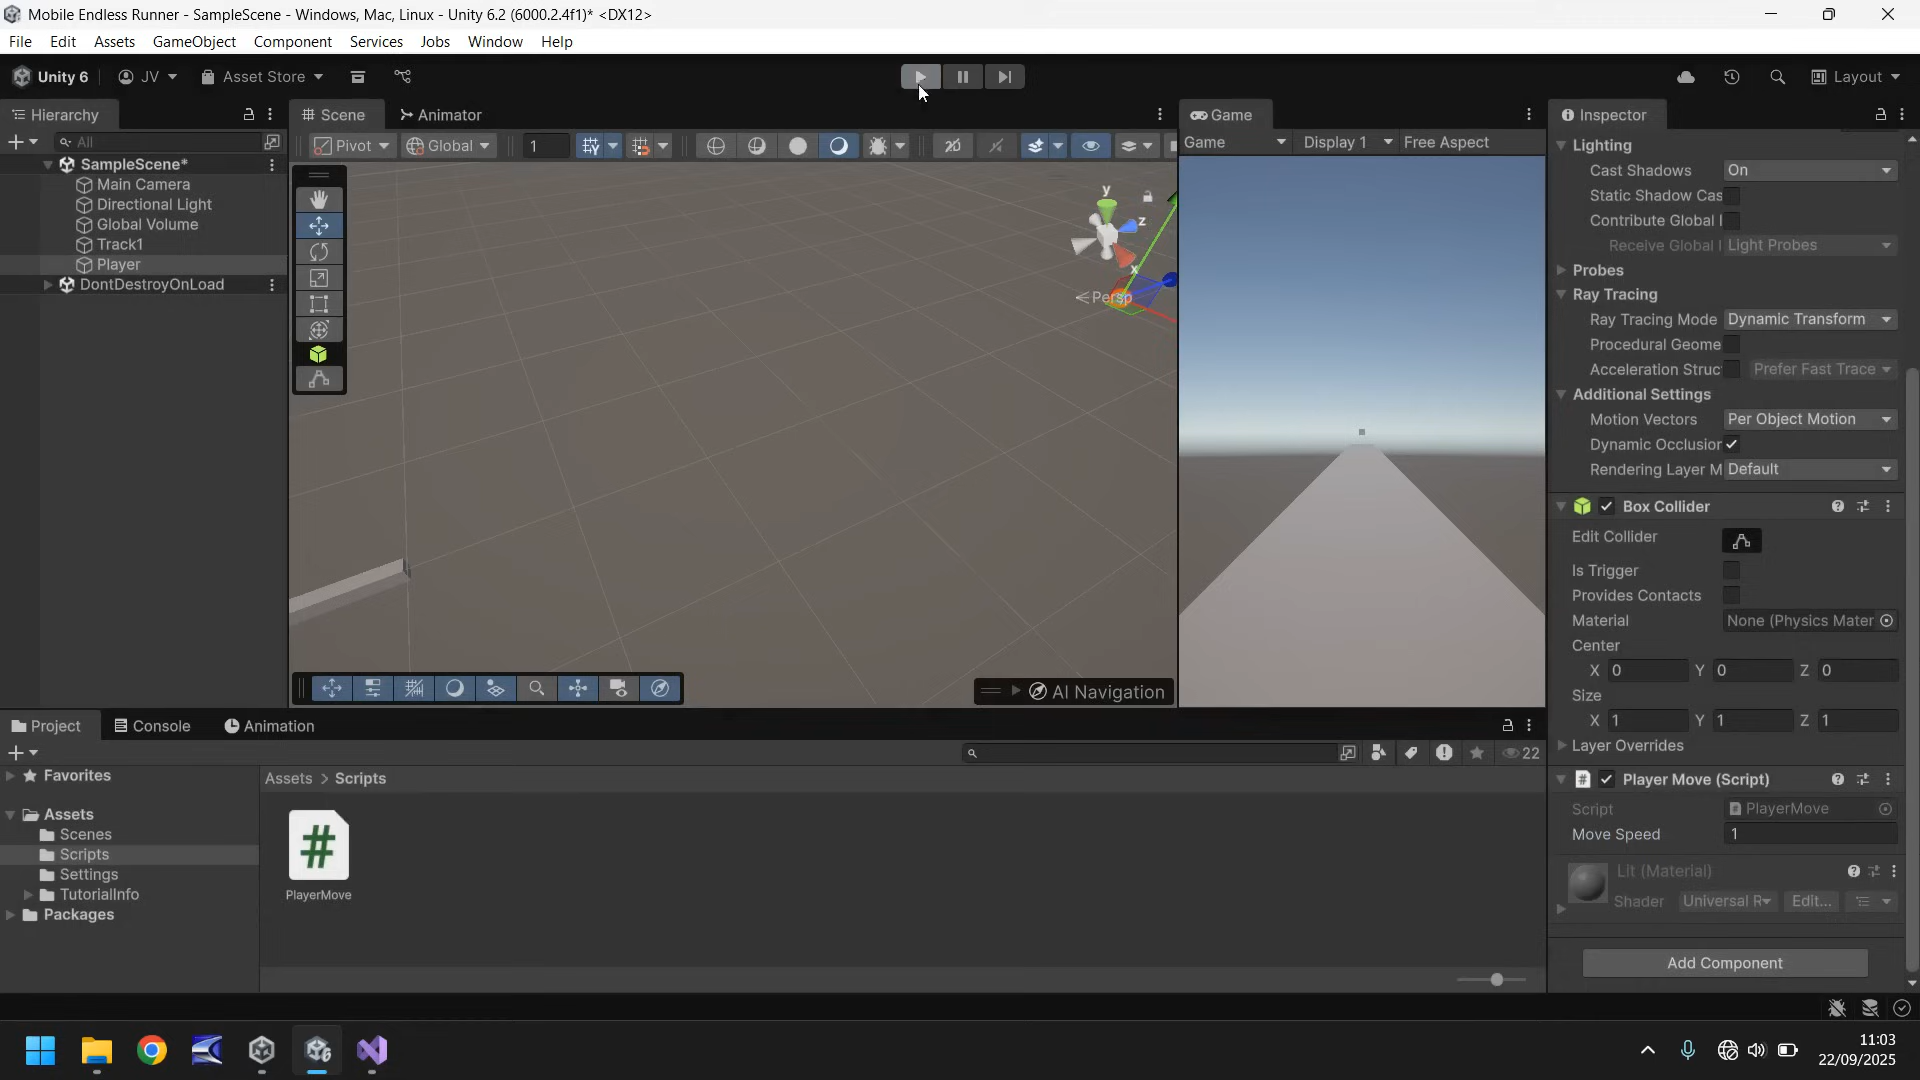 Mobile Endless Runner - SampleScene - Windows, Mac, Linux - Unity 6.2 (6000.2.4f1)* <DX12>
File Edit Assets GameObject Component Services Jobs Window Help
Unity 6 JV Asset Store Layout
Hierarchy
All
SampleScene*
Main Camera
Directional Light
Global Volume
Track1
Player
DontDestroyOnLoad
Scene Animator
Pivot Global 1 2D
y
z
x
Persp
AI Navigation
Game
Game Display 1 Free Aspect
Inspector
Lighting
Cast Shadows On
Static Shadow Cas
Contribute Global I
Receive Global I Light Probes
Probes
Ray Tracing
Ray Tracing Mode Dynamic Transform
Procedural Geome
Acceleration Struc Prefer Fast Trace
Additional Settings
Motion Vectors Per Object Motion
Dynamic Occlusior
Rendering Layer M Default
Box Collider
Edit Collider
Is Trigger
Provides Contacts
Material None (Physics Mater
Center
X 0 Y 0 Z 0
Size
X 1 Y 1 Z 1
Layer Overrides
# Player Move (Script)
Script PlayerMove
Move Speed 1
Lit (Material)
Shader Universal R Edit...
Add Component
Project Console Animation
22
Favorites
Assets
Scenes
Scripts
Settings
TutorialInfo
Packages
Assets > Scripts
#
PlayerMove
6
11:03
22/09/2025